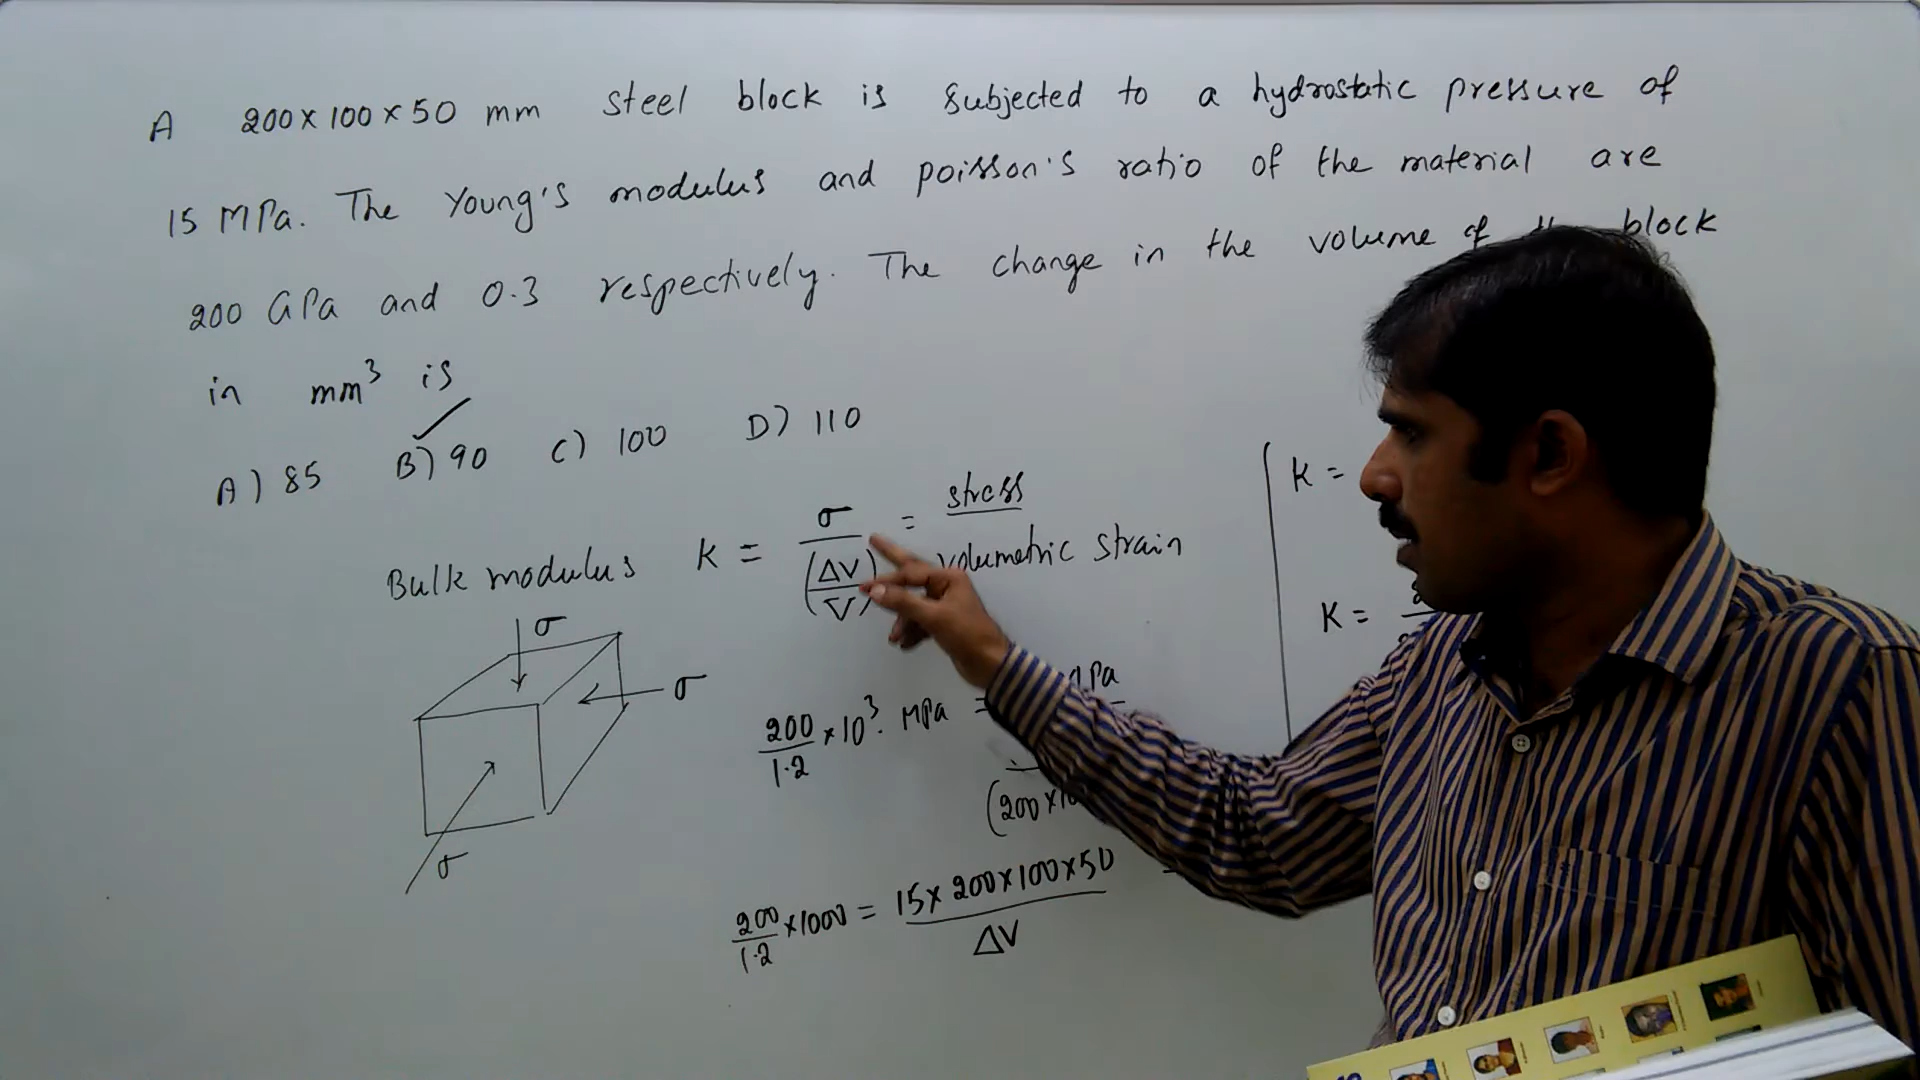 A 200 x 100 x 50 mm steel block is subjected to a hydrostatic pressure of
15 MPa. The Young's modulus and poisson's ratio of the material are
200 GPa and 0.3 respectively. The change in the volume of block
in mm³ is
A) 85 B) 90 C) 100 D) 110
Bulk modulus K = σ/(ΔV/V) = stress/volumetric strain
K =
K =
σ
σ
σ
200/1.2 x 10³ MPa =
(200 x 10
200/1.2 x 1000 = 15 x 200 x 100 x 50/ΔV